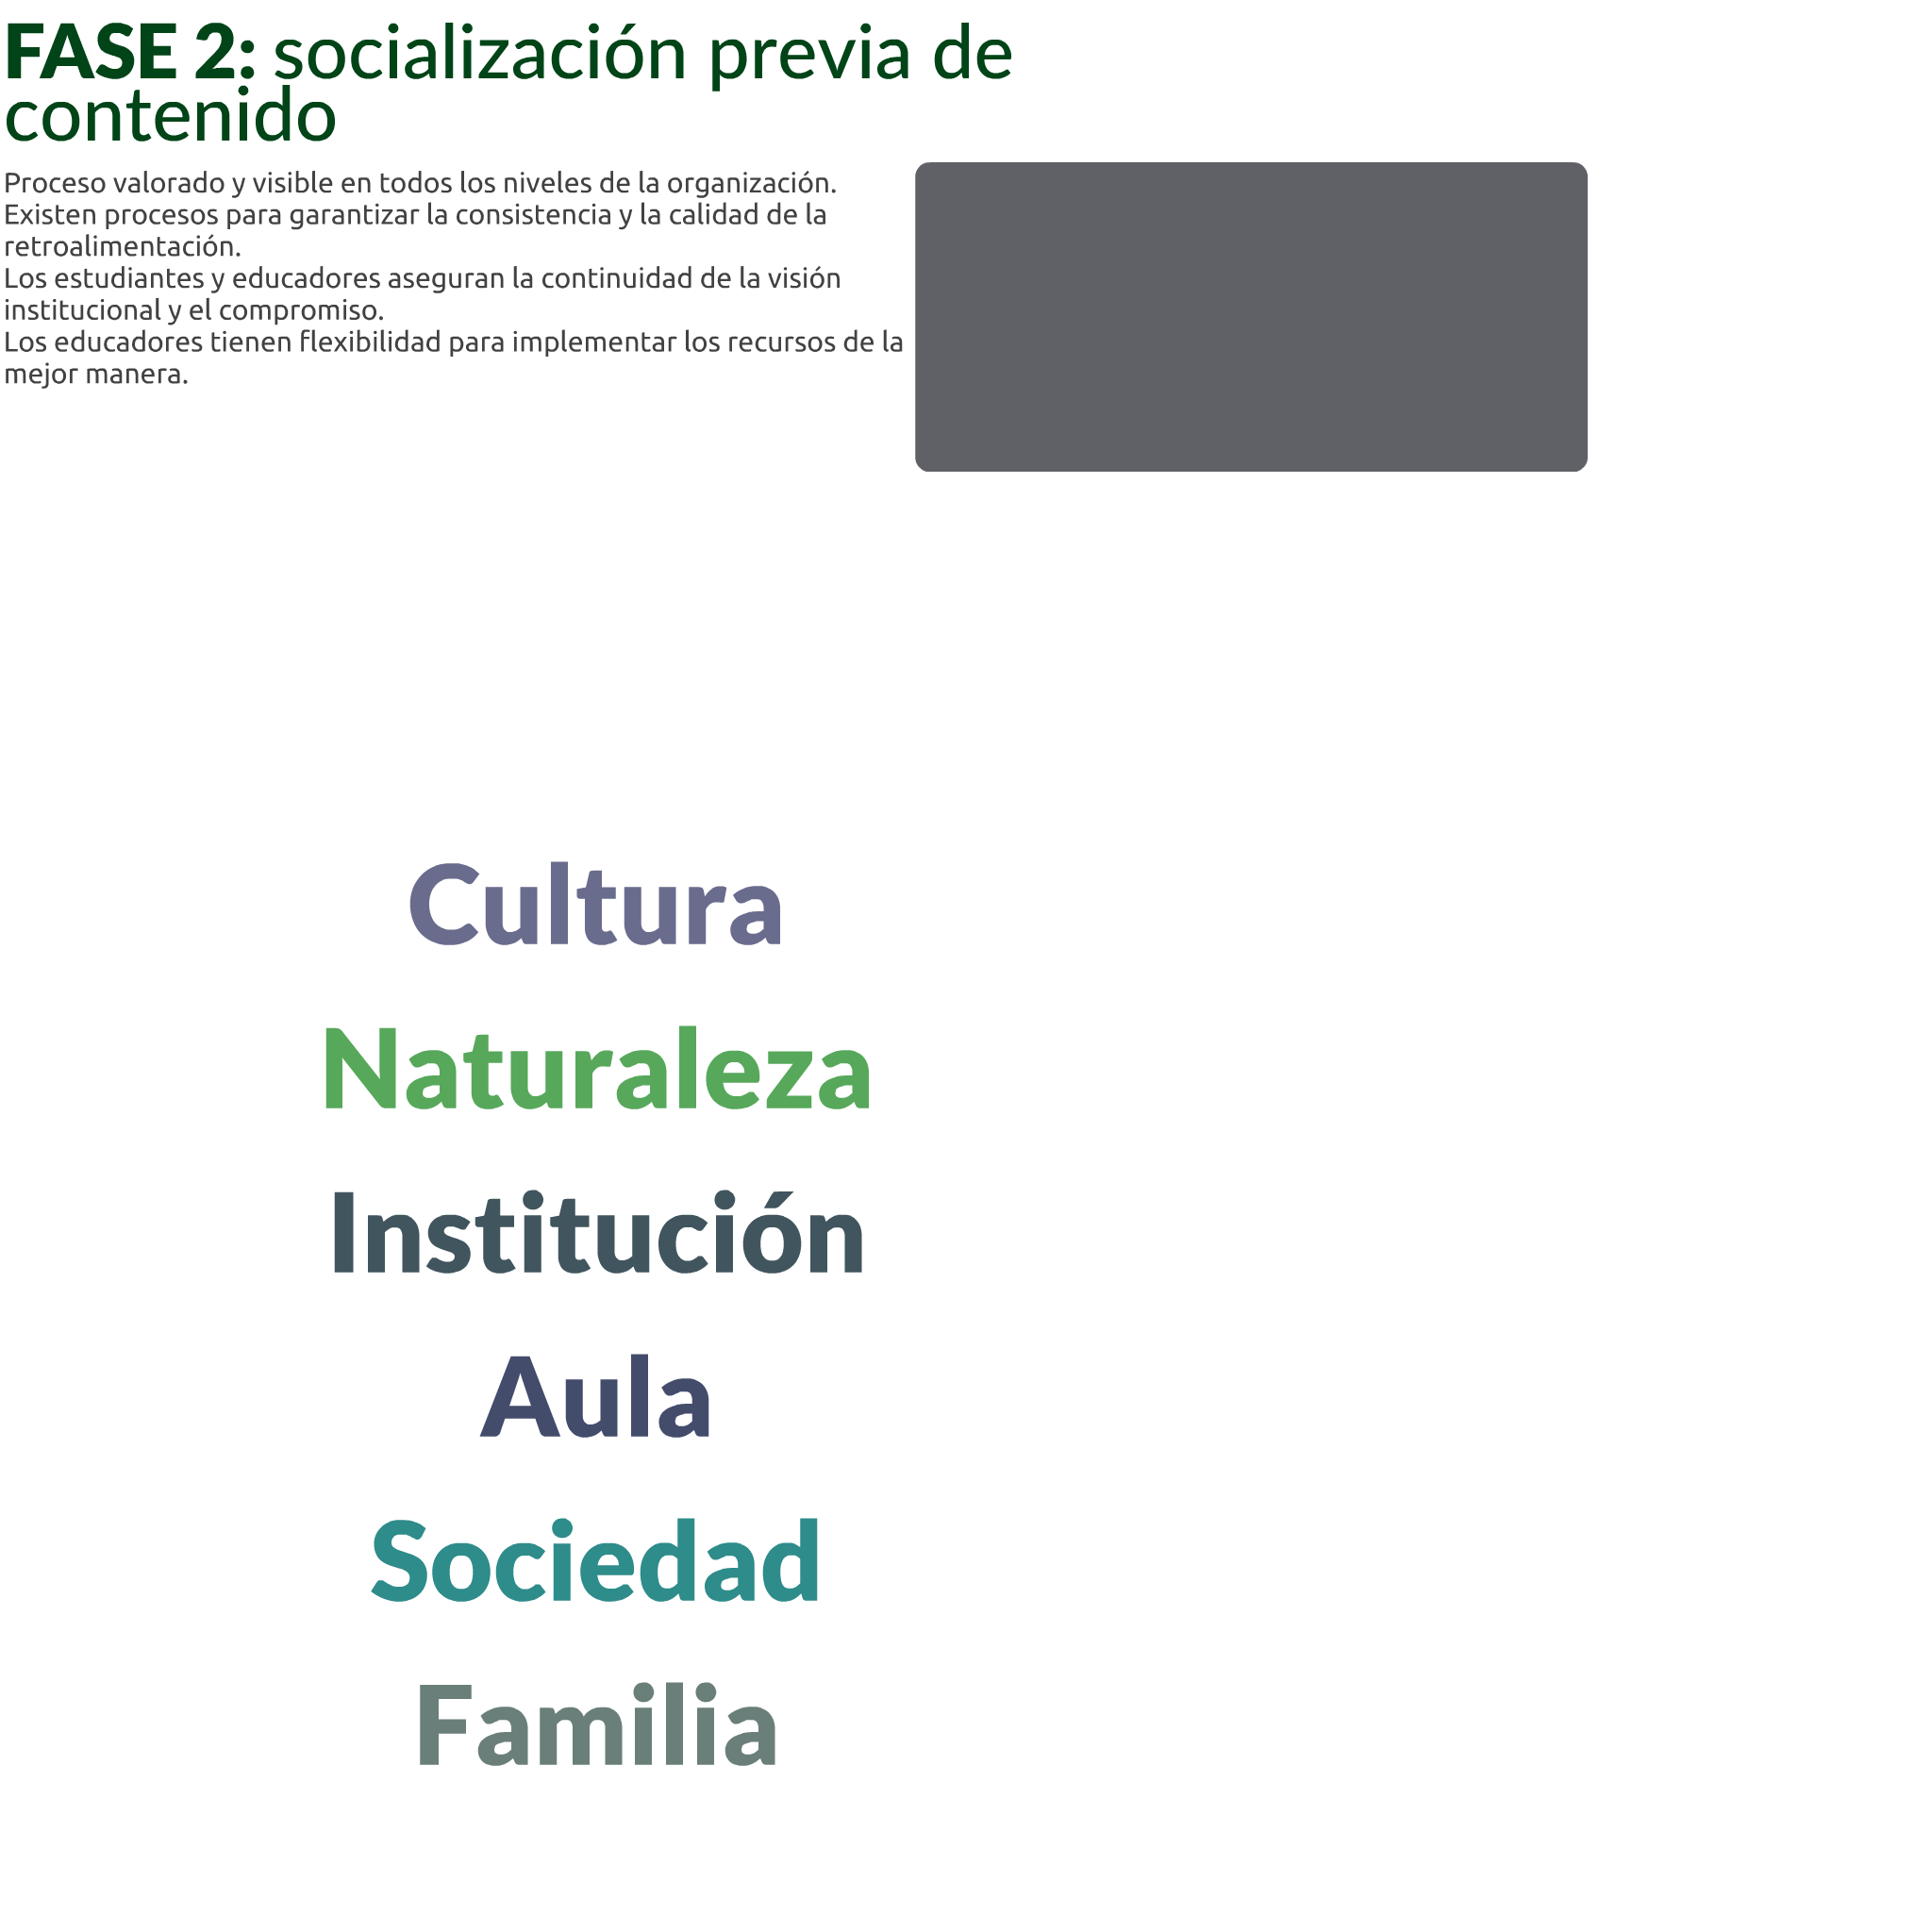 FASE 2: socialización previa de
contenido
Proceso valorado y visible en todos los niveles de la organización.
Existen procesos para garantizar la consistencia y la calidad de la
retroalimentación.
Los estudiantes y educadores aseguran la continuidad de la visión
institucional y el compromiso.
Los educadores tienen flexibilidad para implementar los recursos de la
mejor manera.
Cultura
Naturaleza
Institución
Aula
Sociedad
Familia